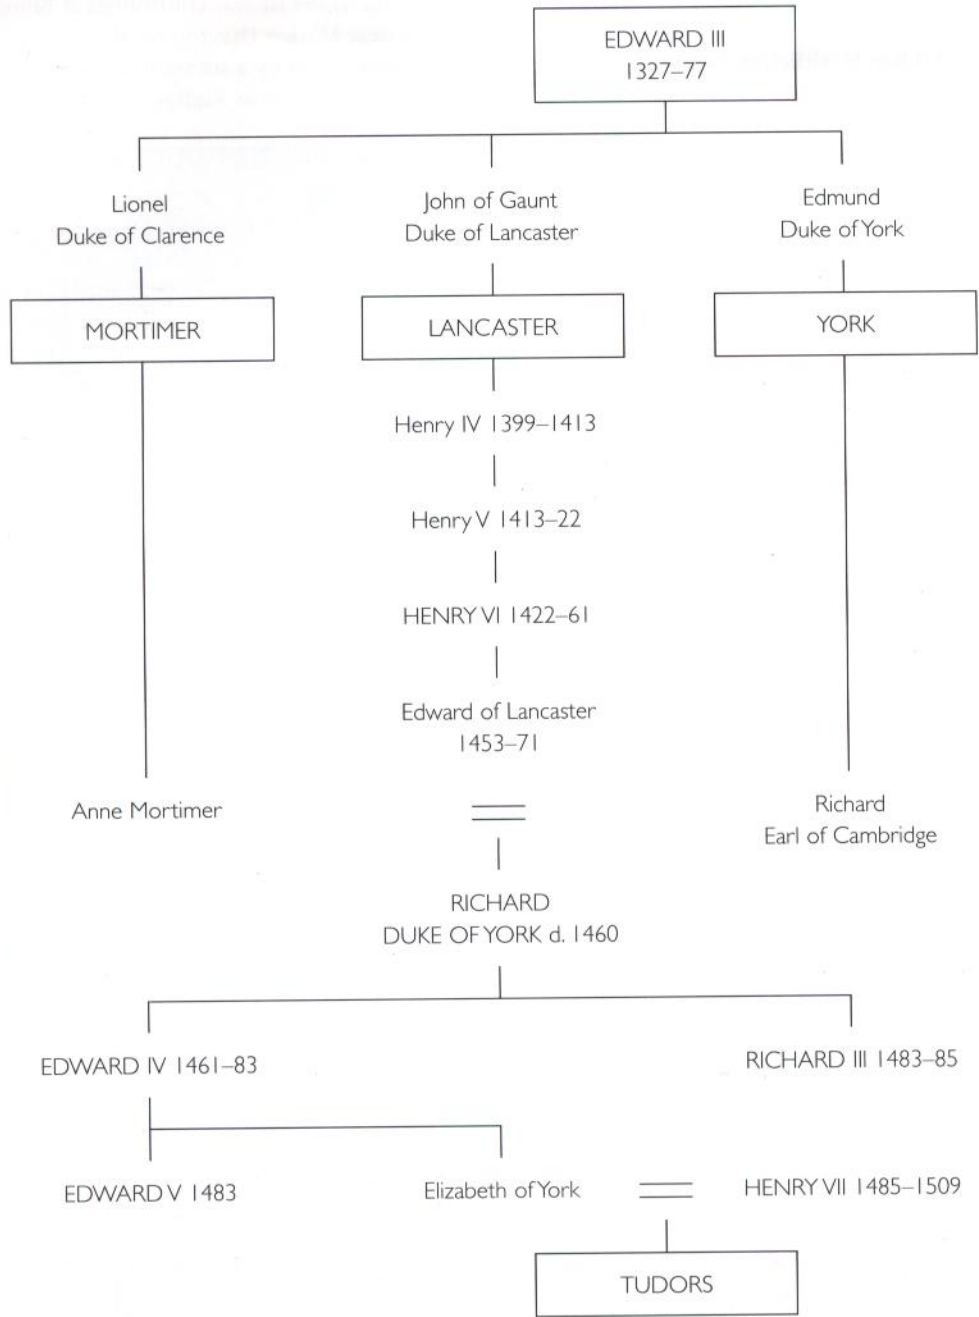 EDWARD III
1327–77
Lionel
Duke of Clarence
John of Gaunt
Duke of Lancaster
Edmund
Duke of York
MORTIMER
LANCASTER
YORK
Henry IV 1399–1413
Henry V 1413–22
HENRY VI 1422–61
Edward of Lancaster
1453–71
Anne Mortimer
Richard
Earl of Cambridge
RICHARD
DUKE OF YORK d. 1460
EDWARD IV 1461–83
RICHARD III 1483–85
EDWARD V 1483
Elizabeth of York
HENRY VII 1485–1509
TUDORS